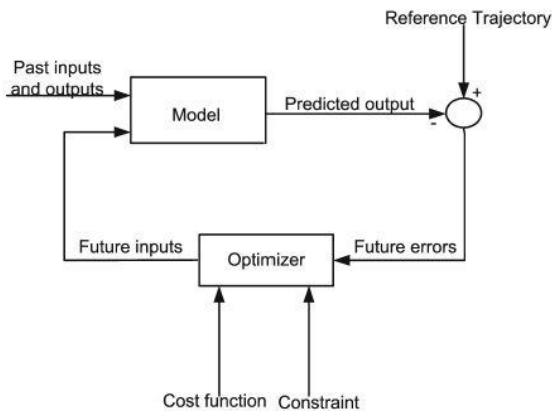 Reference Trajectory
Past inputs
and outputs
Model
Predicted output
+
-
Future inputs
Optimizer
Future errors
Cost function
Constraint